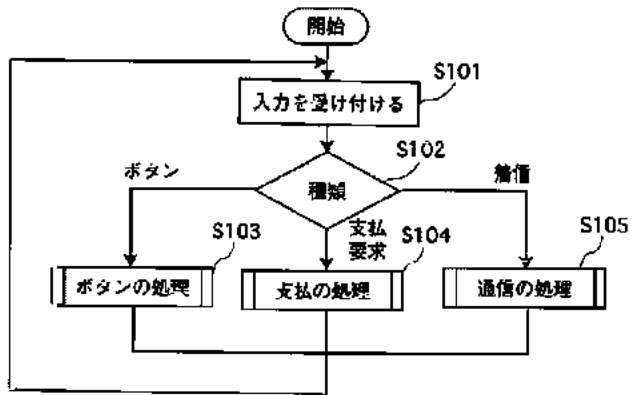 開始
S101
入力を受け付ける
S102
ボタン
種類
着信
支払
要求
S103
S104
S105
ボタンの処理
支払の処理
通信の処理